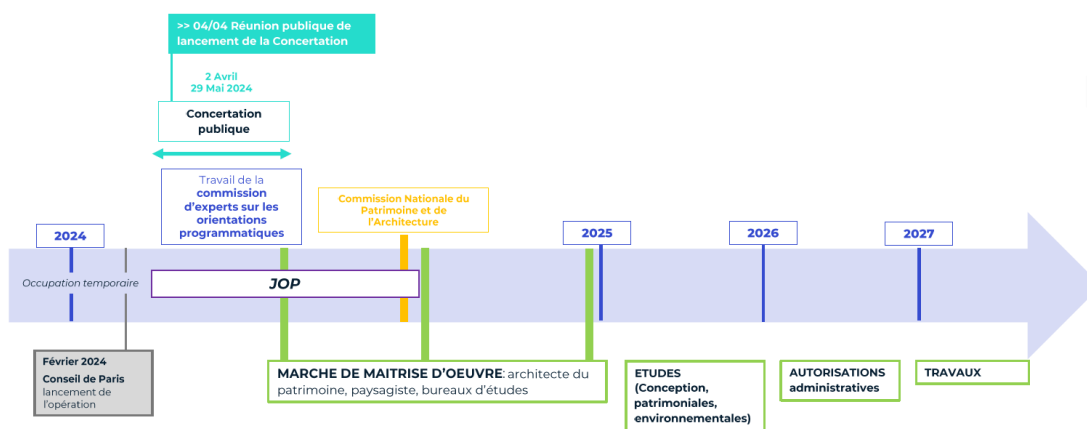 >> 04/04 Réunion publique de
lancement de la Concertation
2 Avril
29 Mai 2024
Concertation
publique
Travail de la
commission
d'experts sur les
orientations
programmatiques
Commission Nationale du
Patrimoine et de
l'Architecture
2024
2025
2026
2027
Occupation temporaire
JOP
Février 2024
Conseil de Paris
lancement de
l'opération
MARCHE DE MAITRISE D'OEUVRE: architecte du
patrimoine, paysagiste, bureaux d'études
ETUDES
(Conception,
patrimoniales,
environnementales)
AUTORISATIONS
administratives
TRAVAUX